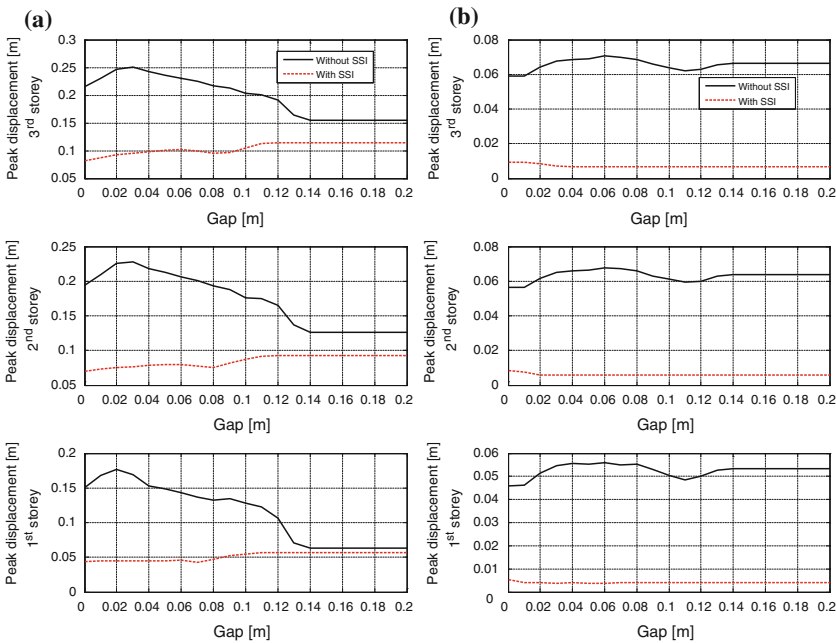 (a)
Peak displacement [m]
3rd storey
0.3
0.25
0.2
0.15
0.1
0.05
Without SSI
With SSI
0 0.02 0.04 0.06 0.08 0.1 0.12 0.14 0.16 0.18 0.2
Gap [m]
Peak displacement [m]
2nd storey
0.25
0.2
0.15
0.1
0.05
0 0.02 0.04 0.06 0.08 0.1 0.12 0.14 0.16 0.18 0.2
Gap [m]
Peak displacement [m]
1st storey
0.2
0.15
0.1
0.05
0
0 0.02 0.04 0.06 0.08 0.1 0.12 0.14 0.16 0.18 0.2
Gap [m]
(b)
Peak displacement [m]
3rd storey
0.08
0.06
0.04
0.02
0
Without SSI
With SSI
0 0.02 0.04 0.06 0.08 0.1 0.12 0.14 0.16 0.18 0.2
Gap [m]
Peak displacement [m]
2nd storey
0.08
0.06
0.04
0.02
0
0 0.02 0.04 0.06 0.08 0.1 0.12 0.14 0.16 0.18 0.2
Gap [m]
Peak displacement [m]
1st storey
0.06
0.05
0.04
0.03
0.02
0.01
0.00
0 0.02 0.04 0.06 0.08 0.1 0.12 0.14 0.16 0.18 0.2
Gap [m]